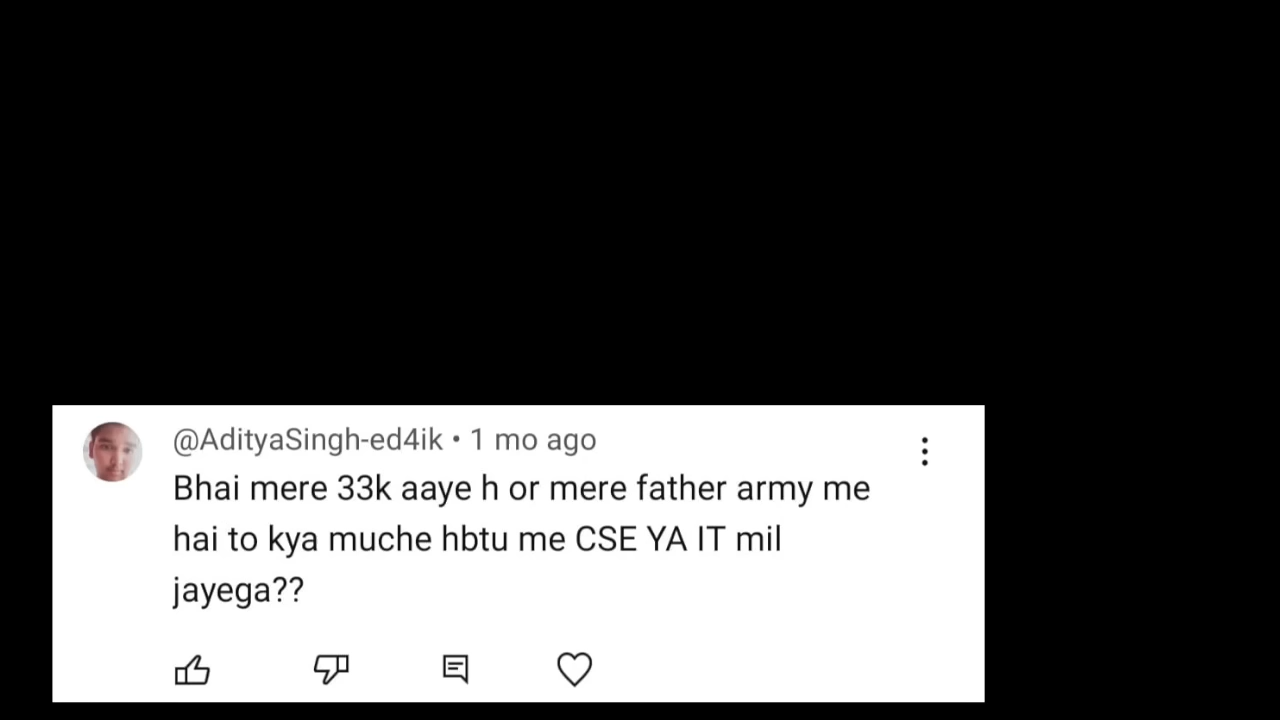 @AdityaSingh-ed4ik • 1 mo ago
Bhai mere 33k aaye h or mere father army me
hai to kya muche hbtu me CSE YA IT mil
jayega??